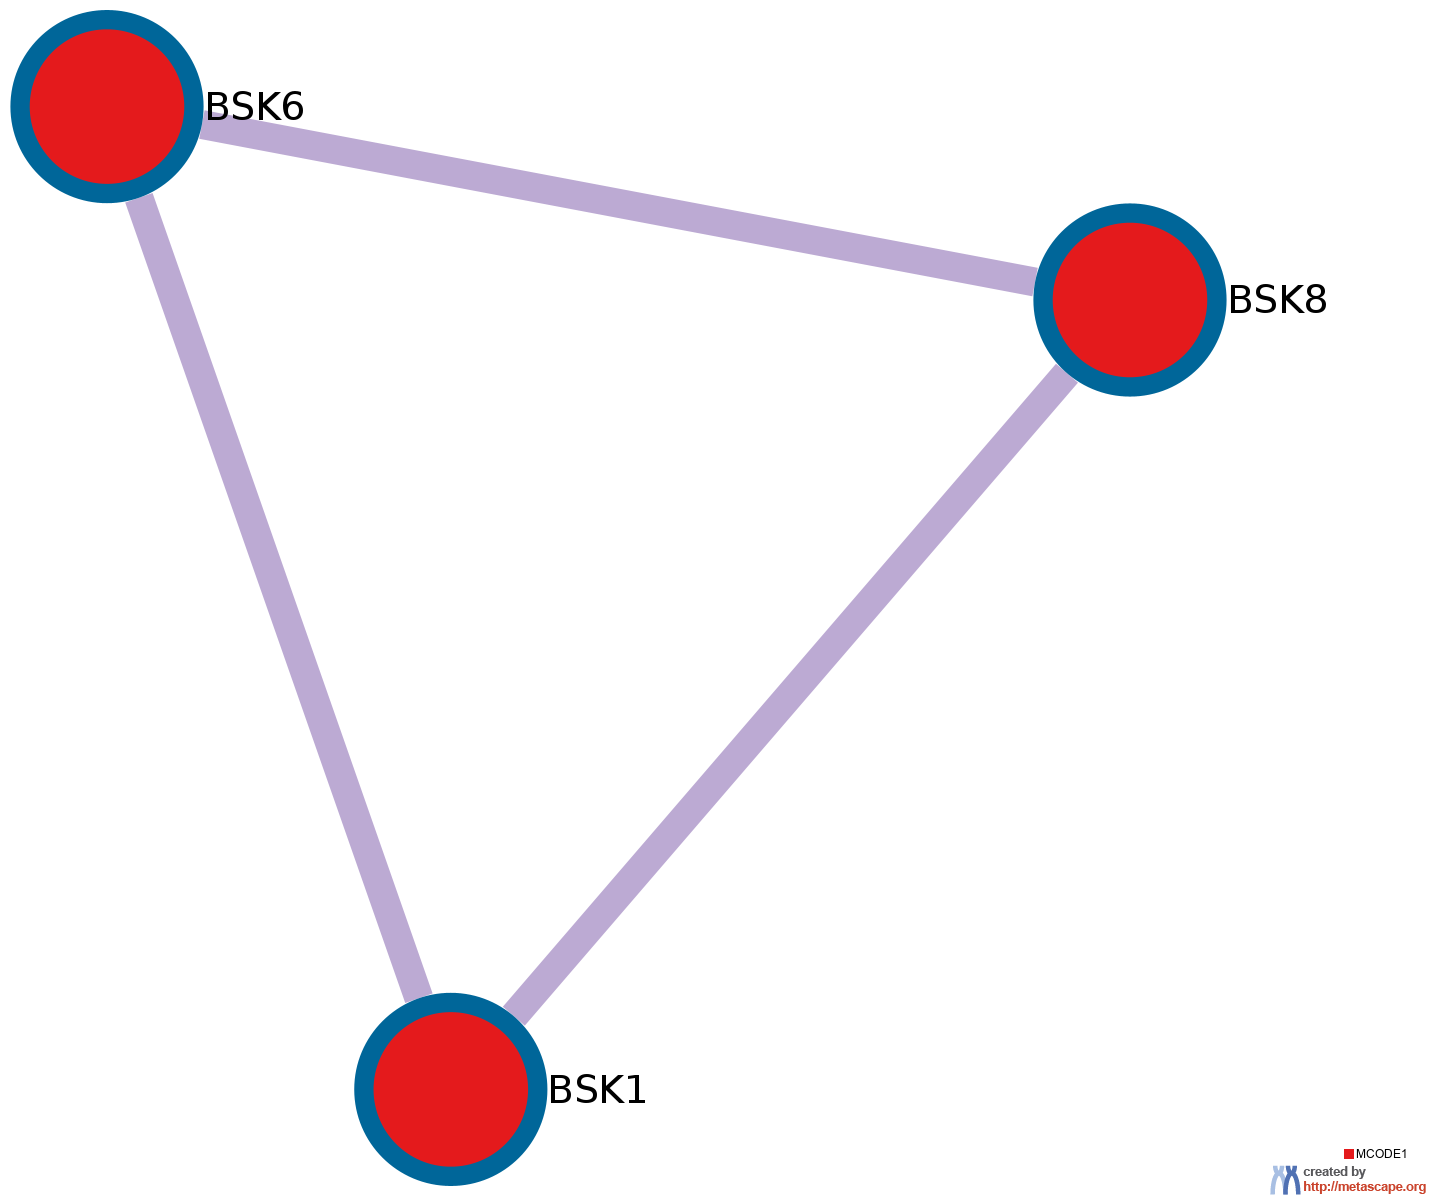 BSK6
BSK8
BSK1
MCODE1
created by
http://metascape.org